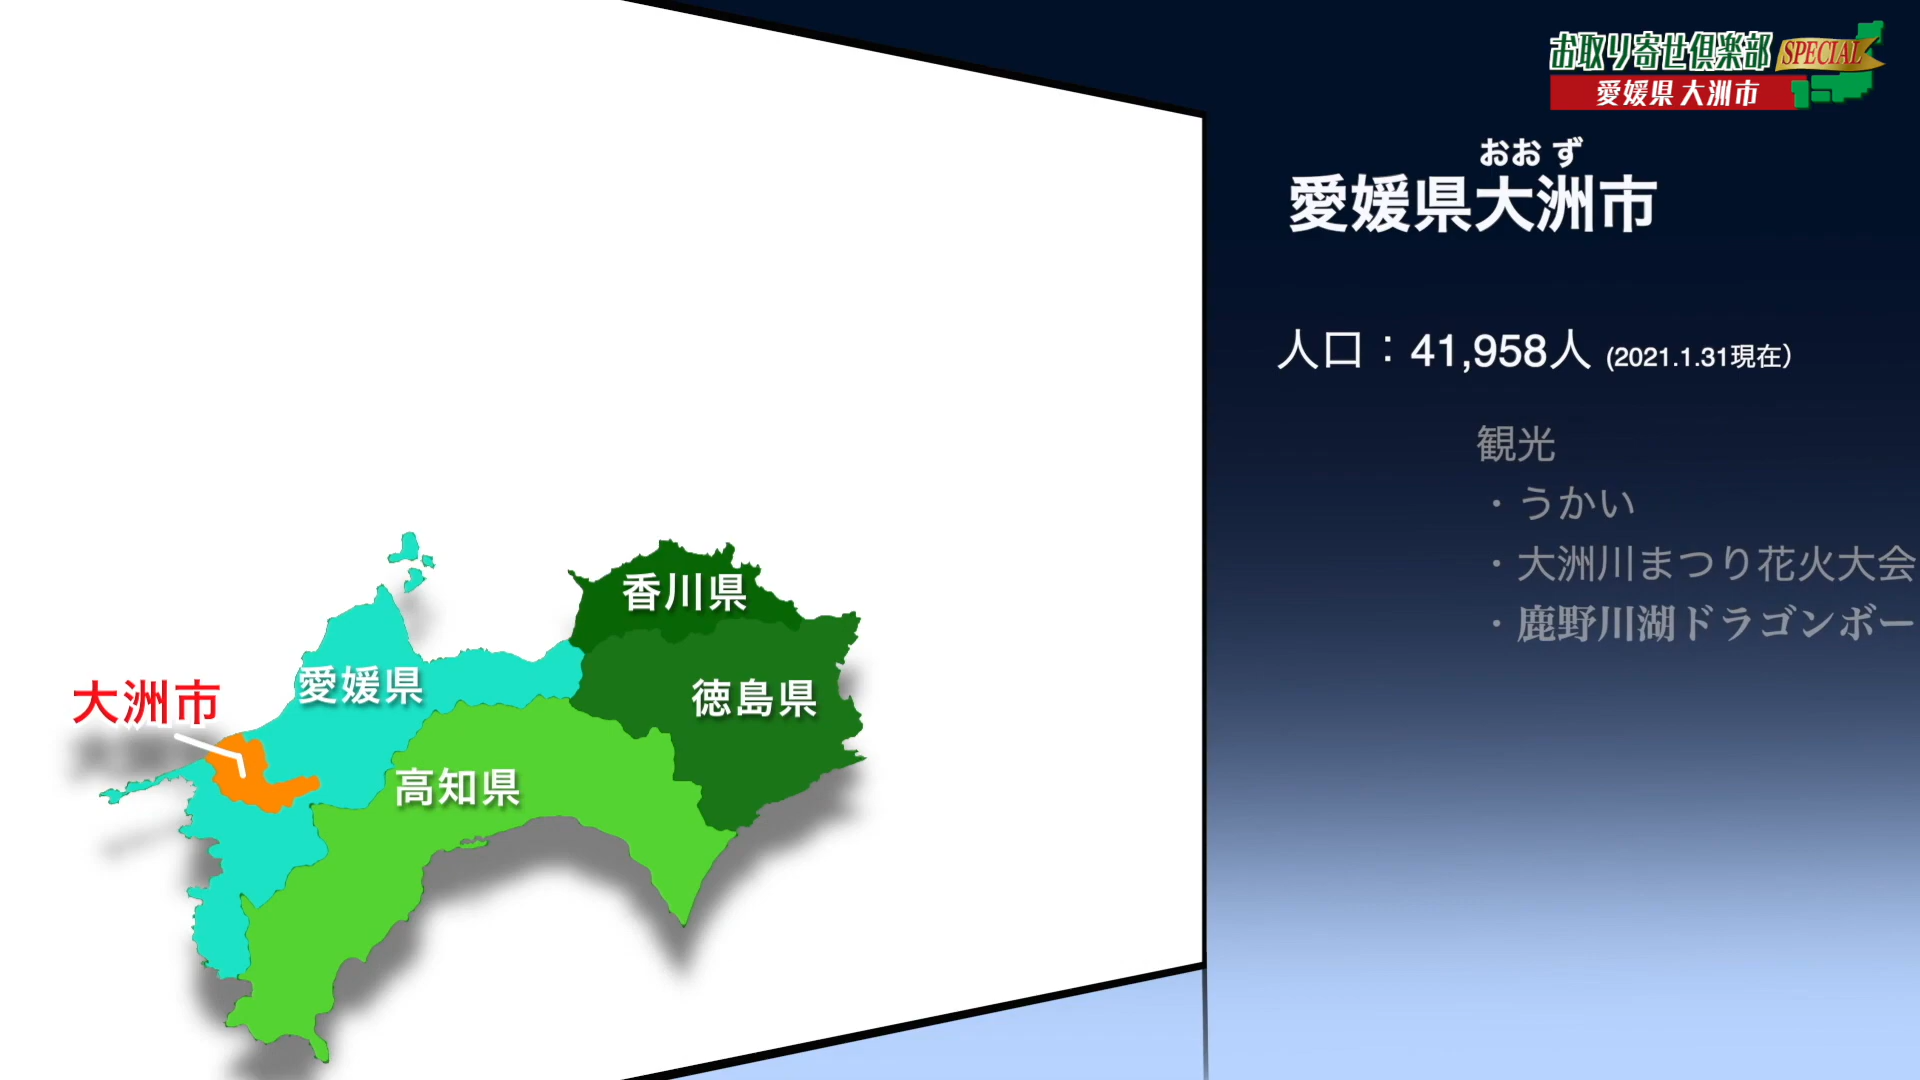 お取り寄せ倶楽部 SPECIAL
愛媛県 大洲市
おおず
愛媛県大洲市
人口：41,958人 (2021.1.31現在）
観光
・うかい
・大洲川まつり花火大会
・鹿野川湖ドラゴンボー
香川県
愛媛県
徳島県
大洲市
高知県